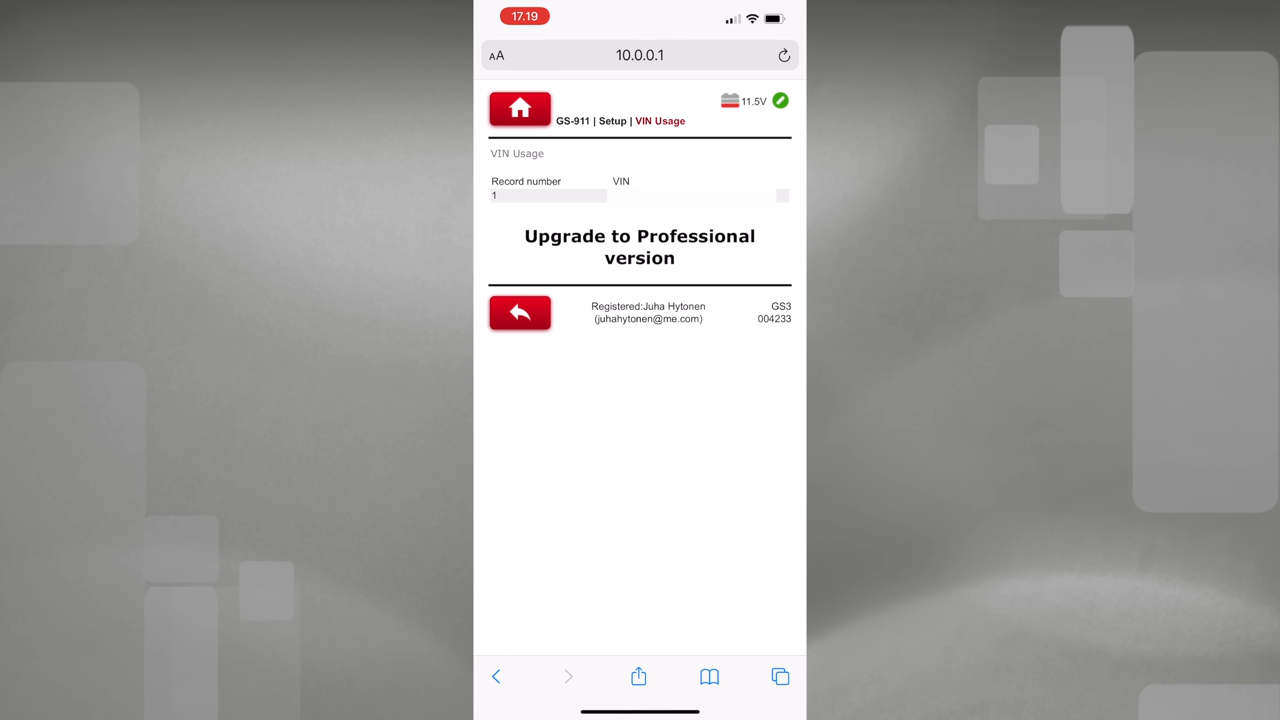 17.19
AA
10.0.0.1
11.5V
GS-911 | Setup | VIN Usage
VIN Usage
Record number VIN
1
Upgrade to Professional
version
Registered:Juha Hytonen GS3
(juhahytonen@me.com) 004233